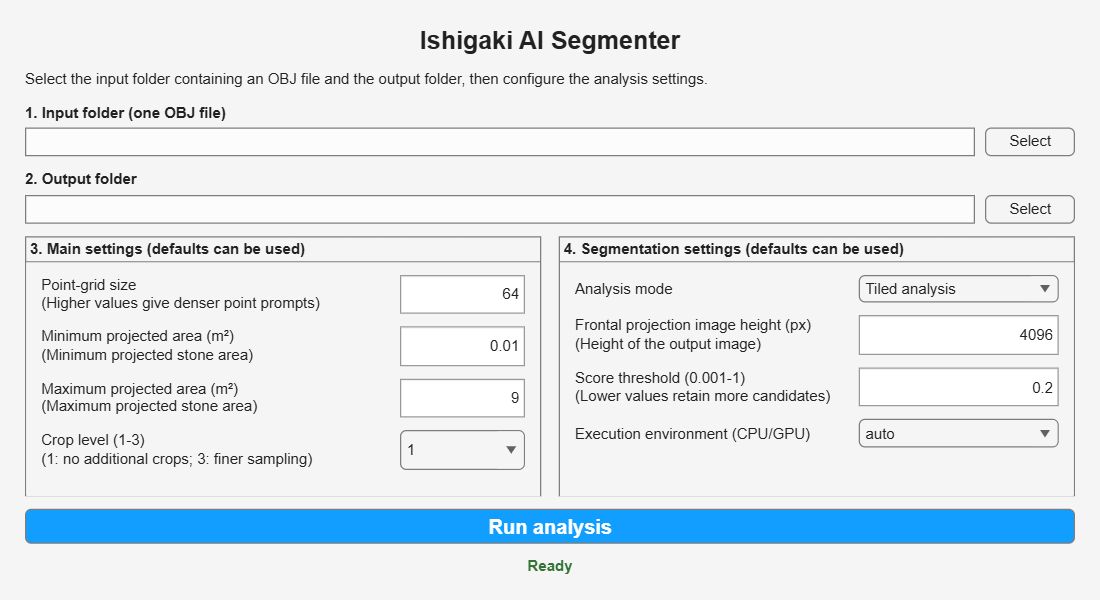 Ishigaki AI Segmenter
Select the input folder containing an OBJ file and the output folder, then configure the analysis settings.
1. Input folder (one OBJ file)
Select
2. Output folder
Select
3. Main settings (defaults can be used)
Point-grid size
(Higher values give denser point prompts)
64
Minimum projected area (m²)
(Minimum projected stone area)
0.01
Maximum projected area (m²)
(Maximum projected stone area)
9
Crop level (1-3)
(1: no additional crops; 3: finer sampling)
1
4. Segmentation settings (defaults can be used)
Analysis mode
Tiled analysis
Frontal projection image height (px)
(Height of the output image)
4096
Score threshold (0.001-1)
(Lower values retain more candidates)
0.2
Execution environment (CPU/GPU)
auto
Run analysis
Ready